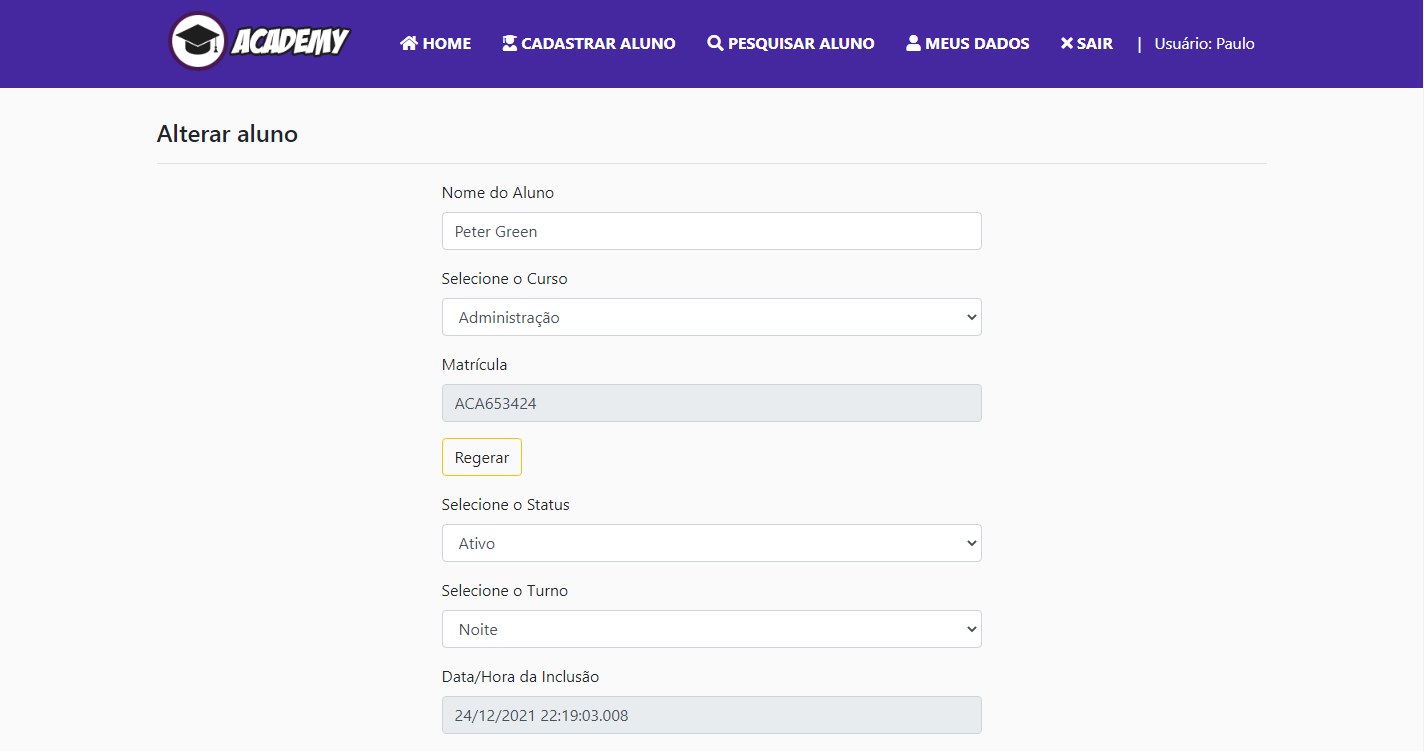 ACADEMY HOME CADASTRAR ALUNO PESQUISAR ALUNO MEUS DADOS SAIR | Usuário: Paulo
Alterar aluno
Nome do Aluno
Peter Green
Selecione o Curso
Administração
Matrícula
ACA653424
Regerar
Selecione o Status
Ativo
Selecione o Turno
Noite
Data/Hora da Inclusão
24/12/2021 22:19:03.008